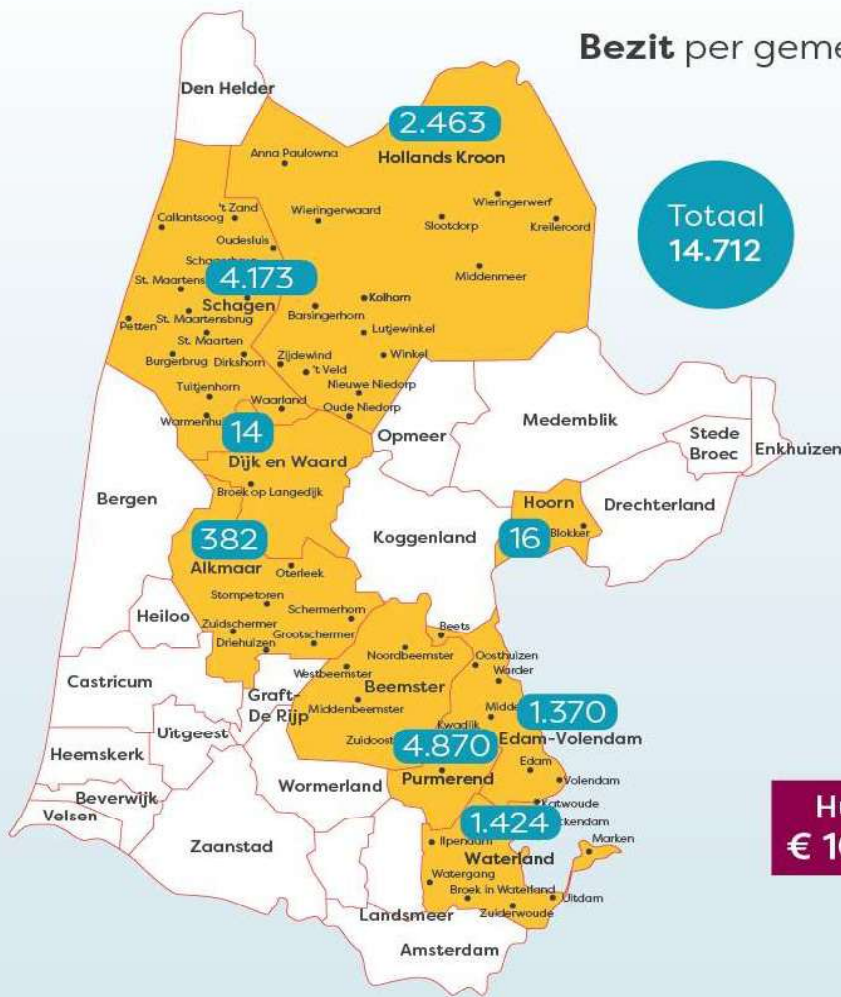 Bezit per
Den Helder
2.463
Hollands Kroon
Anna Paulowna
Wieringerwerf
't Zand
Callantsoog
Wieringerwaard
Slootdorp
Kreileroord
Totaal
14.712
Oudesluis
4.173
Schagen
Middenmeer
Kolhorn
Barsingerhorn
St. Maartensbrug
Petten
Lutjewinkel
St. Maarten
Burgerbrug
Dirkshorn
Zijdewind
Winkel
't Veld
Tuitjenhorn
Nieuwe Niedorp
Waarland
Oude Niedorp
14
Dijk en Waard
Opmeer
Medemblik
Stede
Broec
Enkhuizen
Bergen
Broek op Langedijk
Hoorn
Drechterland
382
Alkmaar
Koggenland
16
Blokker
Oterleek
Stompetoren
Heiloo
Schermerhorn
Zuidschermer
Grootschermer
Driehuizen
Beets
Noordbeemster
Oosthuizen
Warder
Castricum
Westbeemster
Beemster
Graft-
De Rijp
Middenbeemster
1.370
Edam-Volendam
Uitgeest
Kwadijk
Heemskerk
4.870
Purmerend
Edam
Volendam
Wormerland
Beverwijk
Velsen
Katwoude
1.424
Waterland
Marken
Zaanstad
Ilpendam
Watergang
Broek in Waterland
Uitdam
Zuiderwoude
Landsmeer
Amsterdam
€